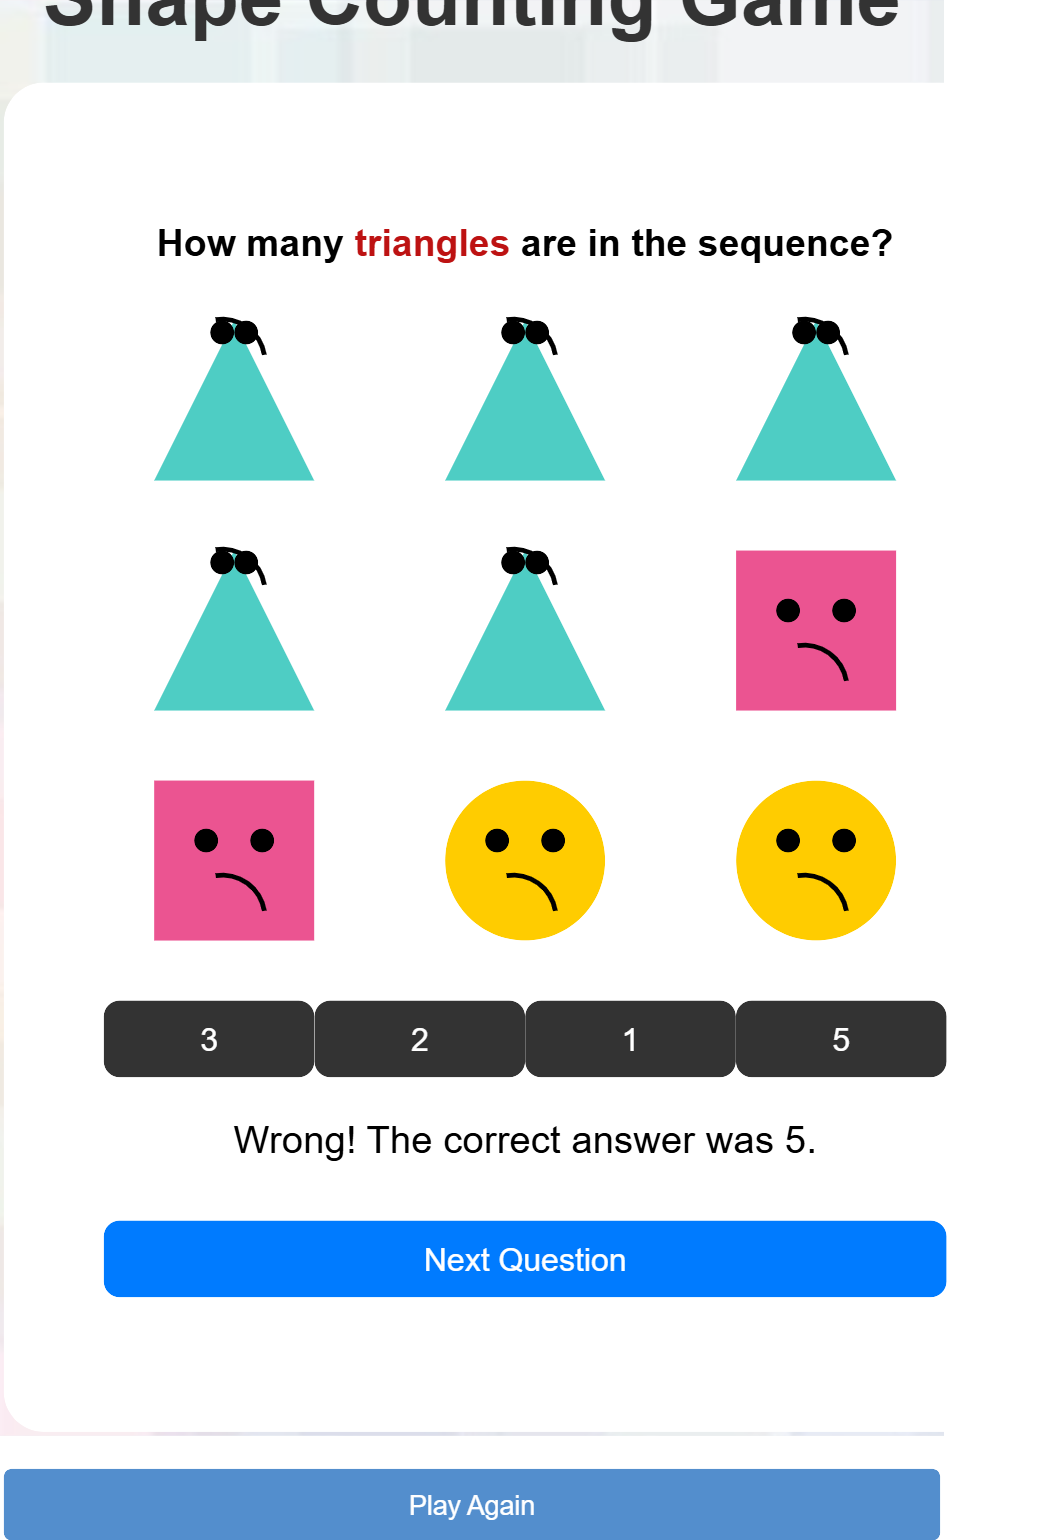 Shape Counting Game
How many triangles are in the sequence?
3 2 1 5
Wrong! The correct answer was 5.
Next Question
Play Again